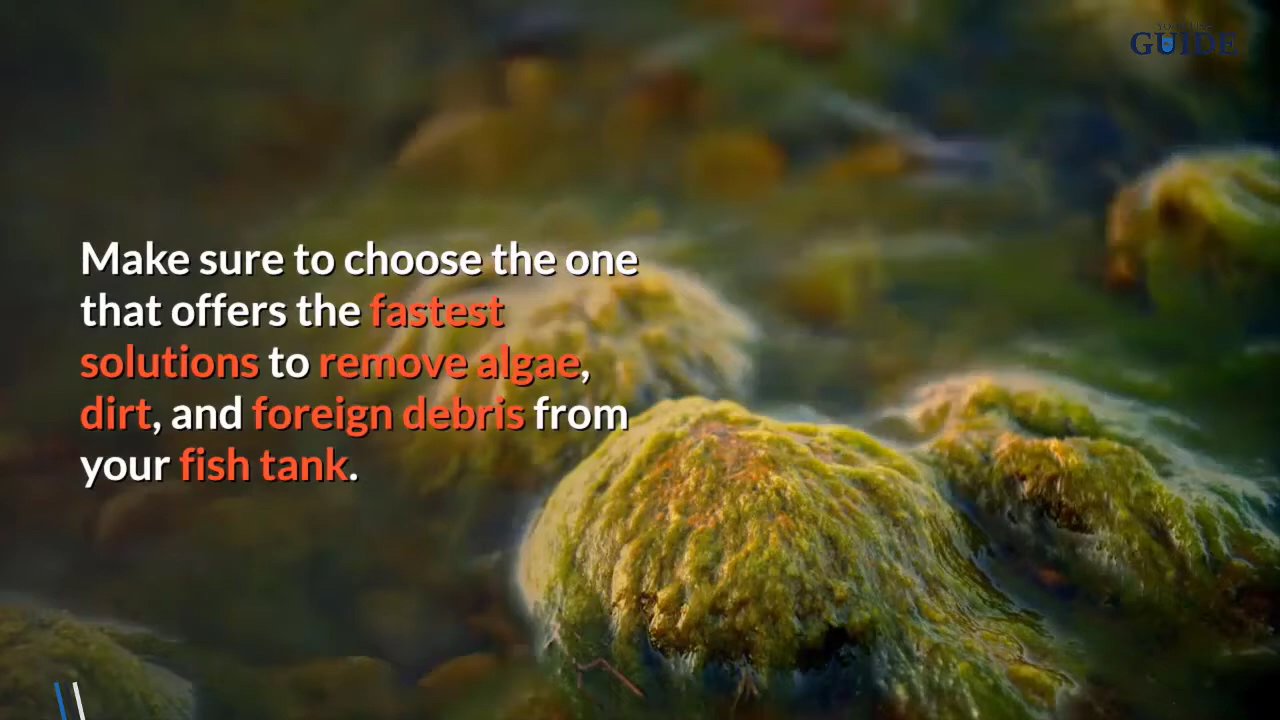 GUIDE
Make sure to choose the one
that offers the fastest
solutions to remove algae,
dirt, and foreign debris from
your fish tank.